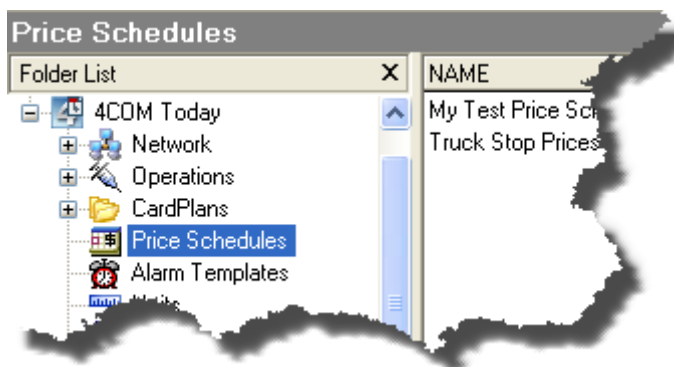 Price Schedules
Folder List
NAME
4COM Today
Network
Operations
CardPlans
Price Schedules
Alarm Templates
My Test Price
Truck Stop Prices